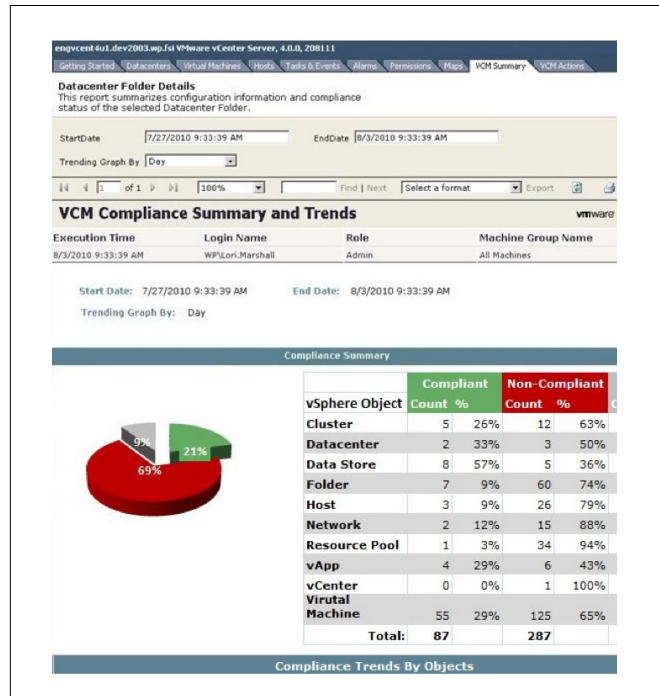 engvcent4u1.dev2003.wp.fsi VMware vCenter Server, 4.0.0, 208111
Getting Started Datacenters Virtual Machines Hosts Tasks & Events Alarms Permissions Maps VCM Summary VCM Actions
Datacenter Folder Details
This report summarizes configuration information and compliance
status of the selected Datacenter Folder.
StartDate 7/27/2010 9:33:39 AM EndDate 8/3/2010 9:33:39 AM
Trending Graph By Day
1 of 1 100% Find | Next Select a format Export
VCM Compliance Summary and Trends vmware
Execution Time Login Name Role Machine Group Name
8/3/2010 9:33:39 AM WP\Lori.Marshall Admin All Machines
Start Date: 7/27/2010 9:33:39 AM End Date: 8/3/2010 9:33:39 AM
Trending Graph By: Day
Compliance Summary
Compliant Non-Compliant
vSphere Object Count % Count %
Cluster 5 26% 12 63%
Datacenter 2 33% 3 50%
Data Store 8 57% 5 36%
Folder 7 9% 60 74%
Host 3 9% 26 79%
Network 2 12% 15 88%
Resource Pool 1 3% 34 94%
vApp 4 29% 6 43%
vCenter 0 0% 1 100%
Virutal
Machine 55 29% 125 65%
Total: 87 287
9%
21%
69%
Compliance Trends By Objects